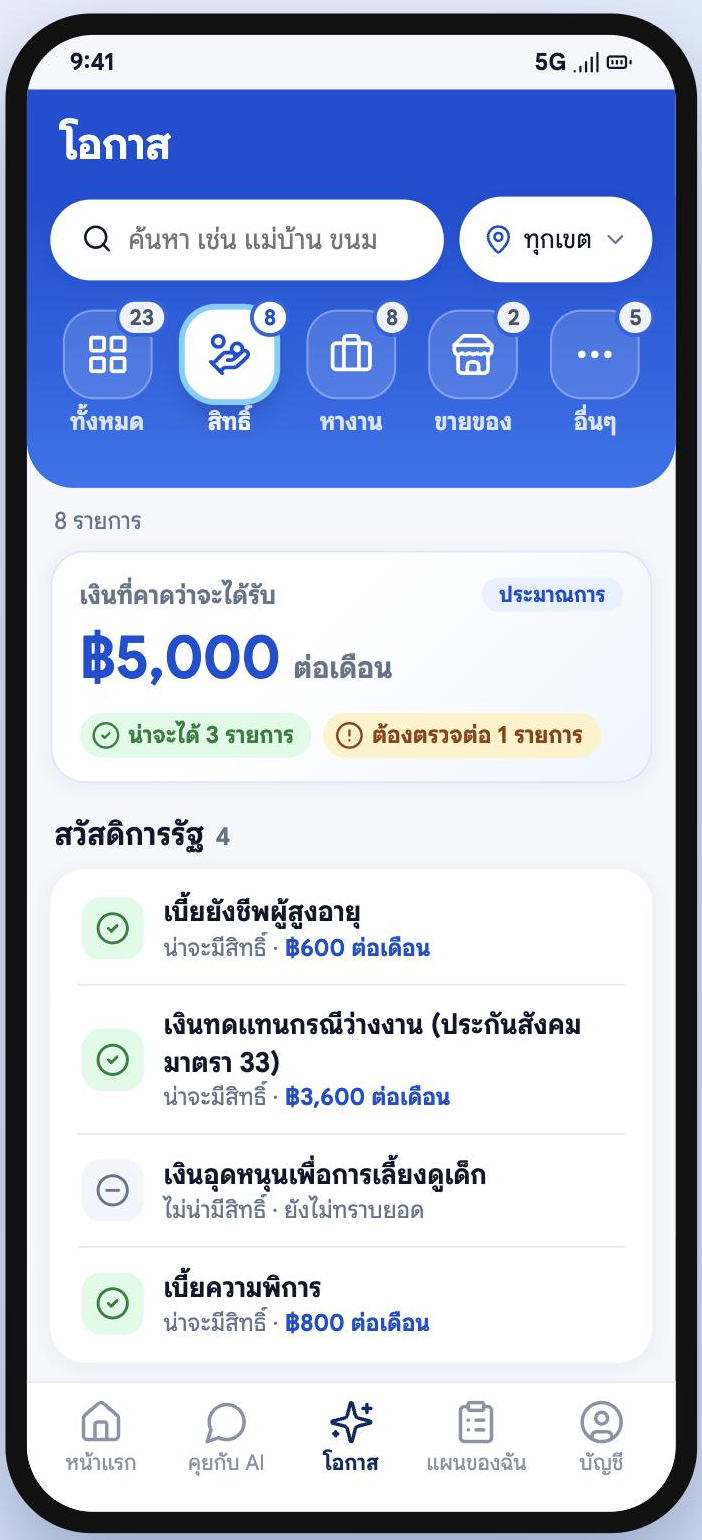 9:41
5G
โอกาส
ค้นหา เช่น แม่บ้าน ขนม
ทุกเขต
23
8
8
2
5
ทั้งหมด
สิทธิ์
หางาน
ขายของ
อื่นๆ
8 รายการ
เงินที่คาดว่าจะได้รับ
ประมาณการ
฿5,000 ต่อเดือน
น่าจะได้ 3 รายการ
ต้องตรวจต่อ 1 รายการ
สวัสดิการรัฐ 4
เบี้ยยังชีพผู้สูงอายุ
น่าจะมีสิทธิ์ · ฿600 ต่อเดือน
เงินทดแทนกรณีว่างงาน (ประกันสังคม
มาตรา 33)
น่าจะมีสิทธิ์ · ฿3,600 ต่อเดือน
เงินอุดหนุนเพื่อการเลี้ยงดูเด็ก
ไม่น่ามีสิทธิ์ · ยังไม่ทราบยอด
เบี้ยความพิการ
น่าจะมีสิทธิ์ · ฿800 ต่อเดือน
หน้าแรก
คุยกับ AI
โอกาส
แผนของฉัน
บัญชี